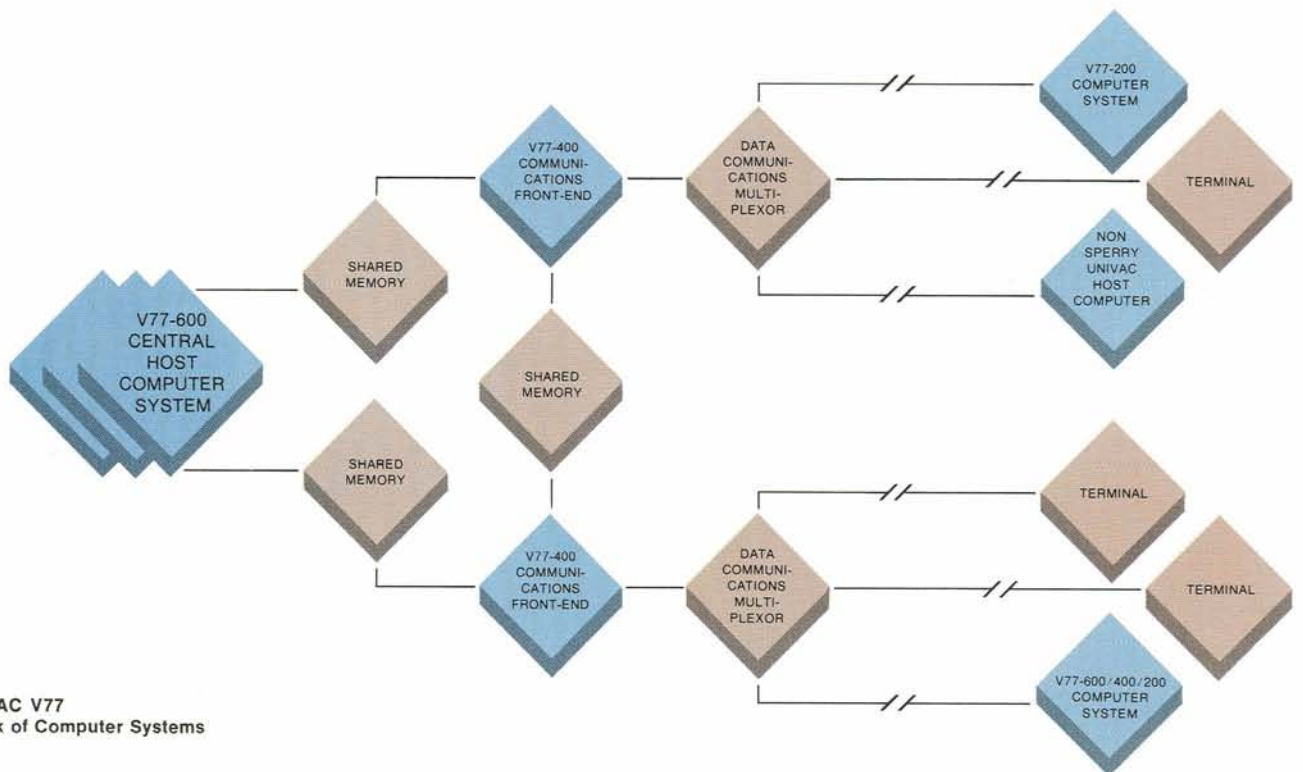 V77-200
COMPUTER
SYSTEM
V77-400
COMMUNI-
CATIONS
FRONT-END
DATA
COMMUNI-
CATIONS
MULTI-
PLEXOR
TERMINAL
SHARED
MEMORY
NON
SPERRY
UNIVAC
HOST
COMPUTER
V77-600
CENTRAL
HOST
COMPUTER
SYSTEM
SHARED
MEMORY
SHARED
MEMORY
TERMINAL
V77-400
COMMUNI-
CATIONS
FRONT-END
DATA
COMMUNI-
CATIONS
MULTI-
PLEXOR
TERMINAL
V77-600/400/200
COMPUTER
SYSTEM
AC V77
k of Computer Systems